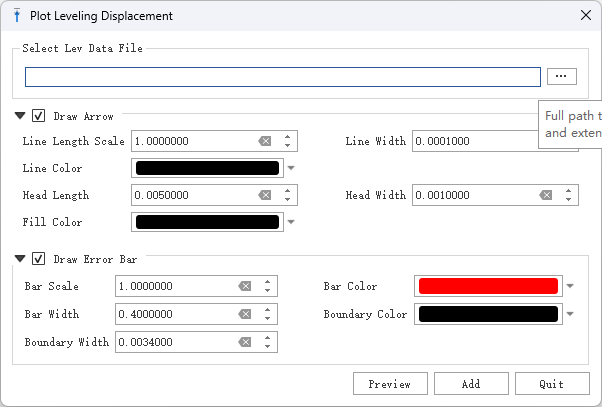 Plot Leveling Displacement
Select Lev Data File
...
Full path t
and exten
Draw Arrow
Line Length Scale 1.0000000 Line Width 0.0001000
Line Color
Head Length 0.0050000 Head Width 0.0010000
Fill Color
Draw Error Bar
Bar Scale 1.0000000 Bar Color
Bar Width 0.4000000 Boundary Color
Boundary Width 0.0034000
Preview Add Quit